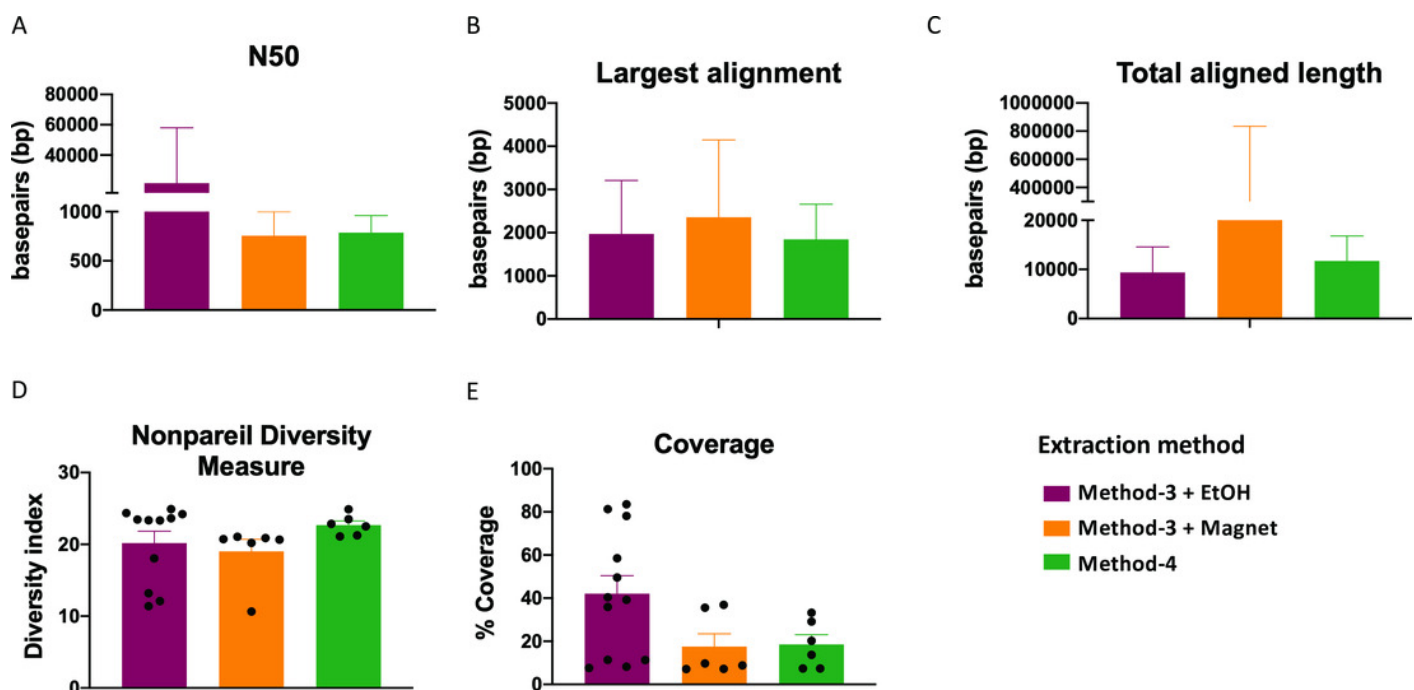 A
N50
basepairs (bp)
80000
60000
40000
1000
500
0
B
Largest alignment
basepairs (bp)
5000
4000
3000
2000
1000
0
C
Total aligned length
basepairs (bp)
1000000
800000
600000
400000
20000
10000
0
D
Nonpareil Diversity
Measure
Diversity index
30
20
10
0
E
Coverage
% Coverage
100
80
60
40
20
0
Extraction method
Method-3 + EtOH
Method-3 + Magnet
Method-4